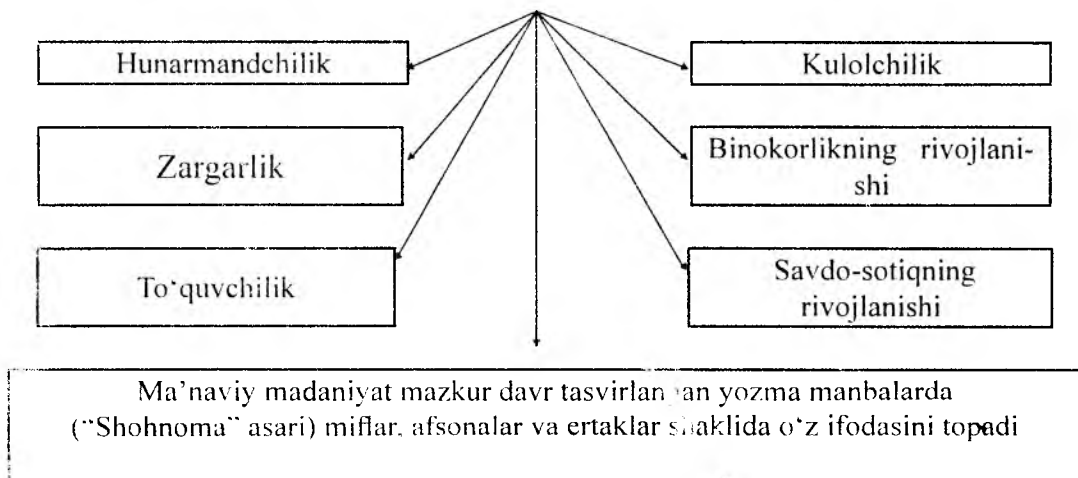 Hunarmandchilik
Kulolchilik
Zargarlik
Binokorlikning rivojlani-
shi
To‘quvchilik
Savdo-sotiqning
rivojlanishi
Ma’naviy madaniyat mazkur davr tasvirlangan yozma manbalarda
(“Shohnoma” asari) miflar, afsonalar va ertaklar shaklida o‘z ifodasini topadi